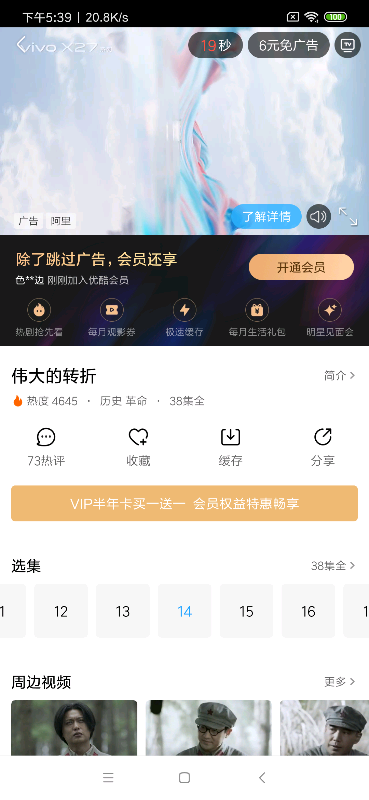 下午5:39 | 20.8K/s
100
vivo X27
19秒
6元免广告
TV
广告 阿里
了解详情
除了跳过广告，会员还享
开通会员
色**边 刚刚加入优酷会员
热剧抢先看 每月观影券 极速缓存 每月生活礼包 明星见面会
伟大的转折
简介 >
热度 4645 · 历史 革命 · 38集全
73热评 收藏 缓存 分享
VIP半年卡买一送一 会员权益特惠畅享
选集
38集全 >
1 12 13 14 15 16 1
周边视频
更多 >